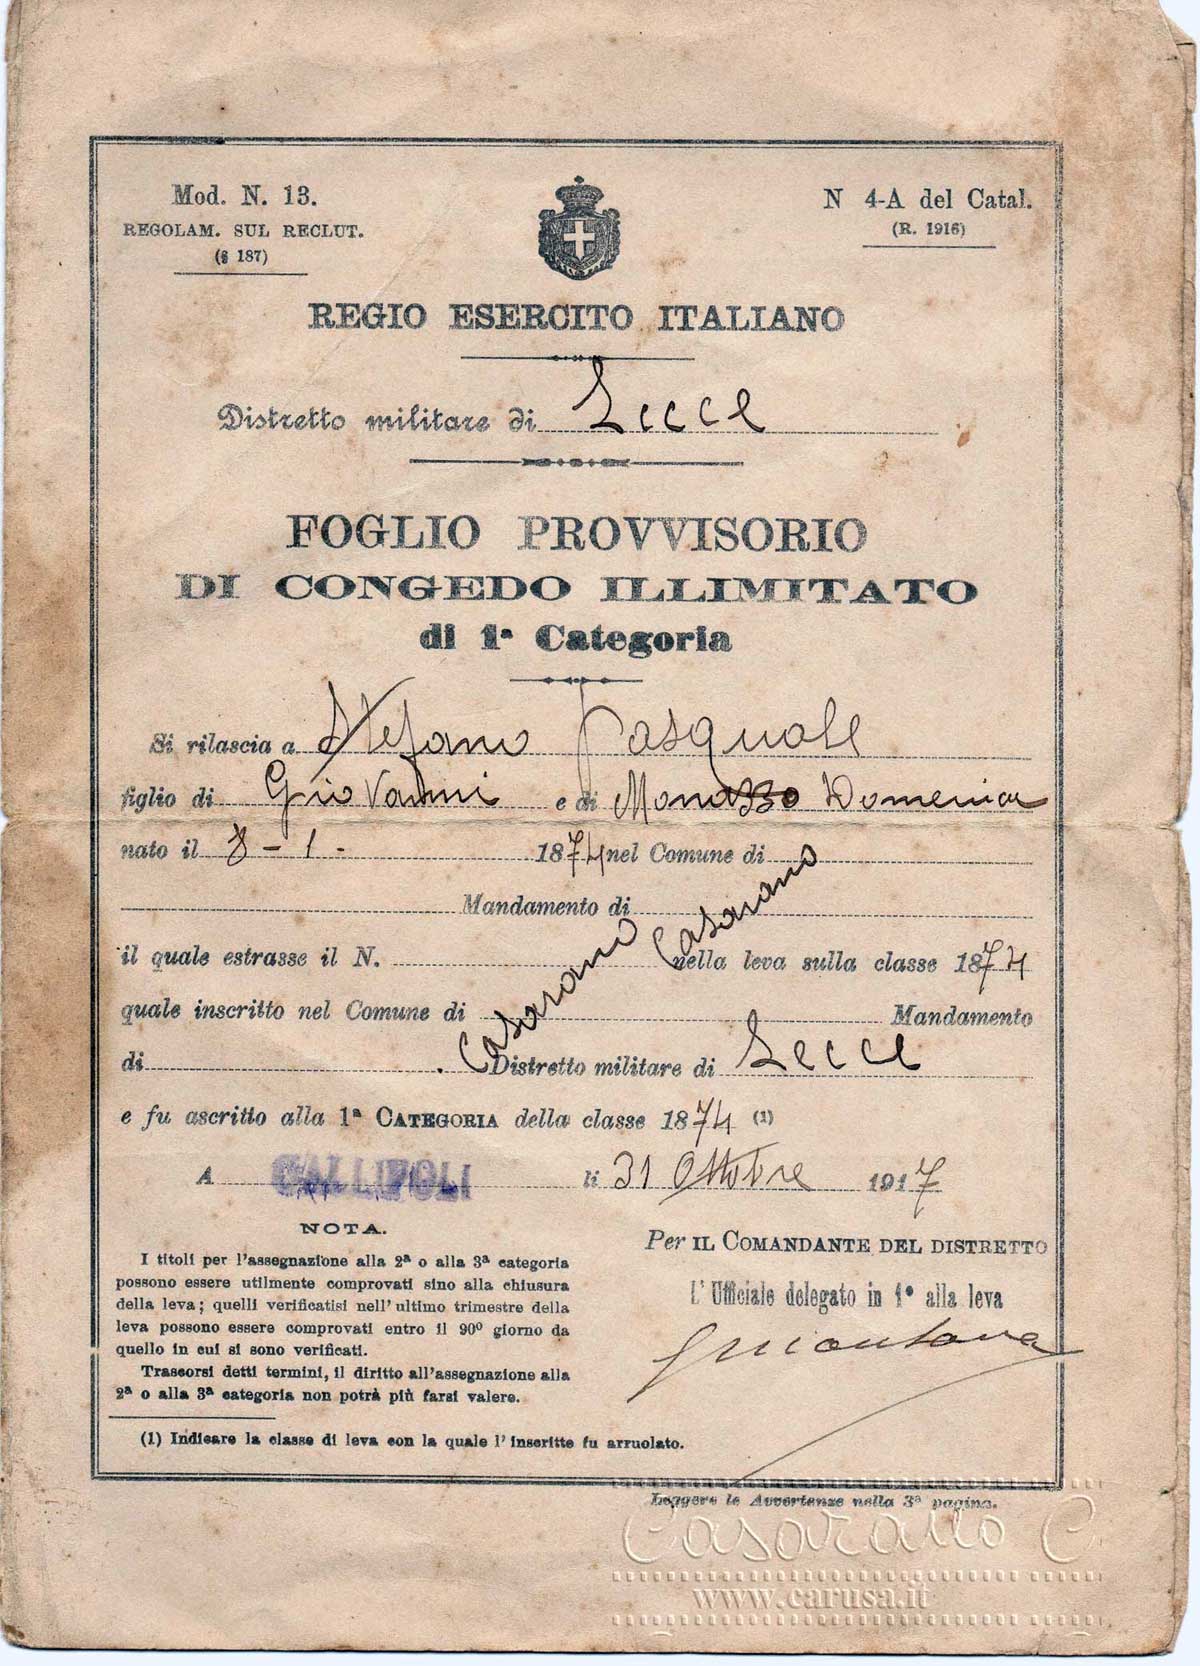 Mod. N. 13.
REGOLAM. SUL RECLUT.
(§ 187)
N 4-A del Catal.
(R. 1916)
REGIO ESERCITO ITALIANO
Distretto militare di Lecce
FOGLIO PROVVISORIO
DI CONGEDO ILLIMITATO
di 1ª Categoria
Si rilascia a Stefano Pasquale
figlio di Giovanni e di Monazzo Domenica
nato il 8 - 1 - 1874 nel Comune di
Casarano
Mandamento di
il quale estrasse il N. nella leva sulla classe 1874
quale inscritto nel Comune di Casarano Mandamento
di Distretto militare di Lecce
e fu ascritto alla 1ª CATEGORIA della classe 1874 (1)
A GALLIPOLI li 31 Ottobre 1917
NOTA.
I titoli per l'assegnazione alla 2ª o alla 3ª categoria
possono essere utilmente comprovati sino alla chiusura
della leva; quelli verificatisi nell'ultimo trimestre della
leva possono essere comprovati entro il 90º giorno da
quello in cui si sono verificati.
Trascorsi detti termini, il diritto all'assegnazione alla
2ª o alla 3ª categoria non potrà più farsi valere.
Per IL COMANDANTE DEL DISTRETTO
l'Ufficiale delegato in 1º alla leva
(1) Indicare la classe di leva con la quale l'inscritto fu arruolato.
Leggere le Avvertenze nella 3ª pagina.
Casarano C.
www.carusa.it